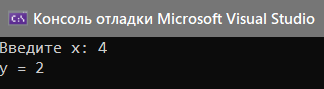 C:\ Консоль отладки Microsoft Visual Studio
Введите x: 4
y = 2